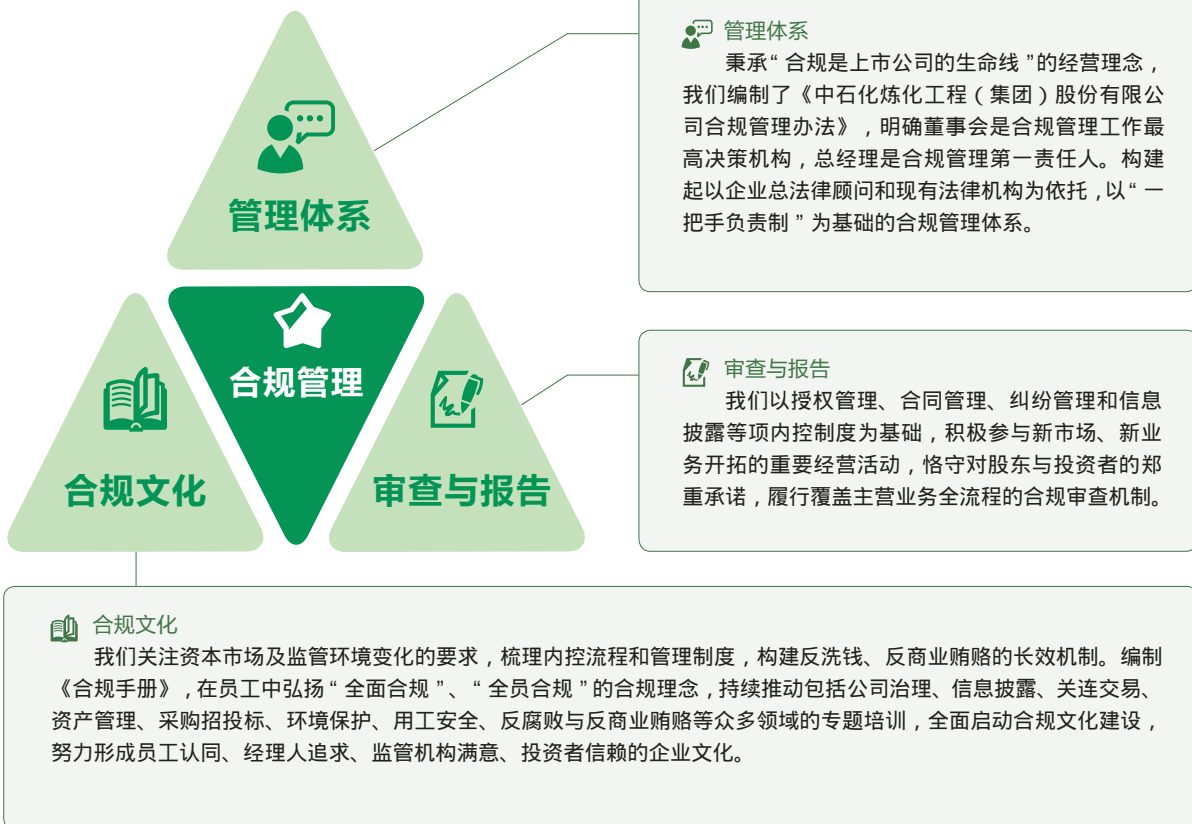 管理体系
合规管理
合规文化
审查与报告
管理体系
秉承“合规是上市公司的生命线”的经营理念，
我们编制了《中石化炼化工程（集团）股份有限公
司合规管理办法》，明确董事会是合规管理工作最
高决策机构，总经理是合规管理第一责任人。构建
起以企业总法律顾问和现有法律机构为依托，以“一
把手负责制”为基础的合规管理体系。
审查与报告
我们以授权管理、合同管理、纠纷管理和信息
披露等项内控制度为基础，积极参与新市场、新业
务开拓的重要经营活动，恪守对股东与投资者的郑
重承诺，履行覆盖主营业务全流程的合规审查机制。
合规文化
我们关注资本市场及监管环境变化的要求，梳理内控流程和管理制度，构建反洗钱、反商业贿赂的长效机制。编制
《合规手册》，在员工中弘扬“全面合规”、“全员合规”的合规理念，持续推动包括公司治理、信息披露、关连交易、
资产管理、采购招投标、环境保护、用工安全、反腐败与反商业贿赂等众多领域的专题培训，全面启动合规文化建设，
努力形成员工认同、经理人追求、监管机构满意、投资者信赖的企业文化。